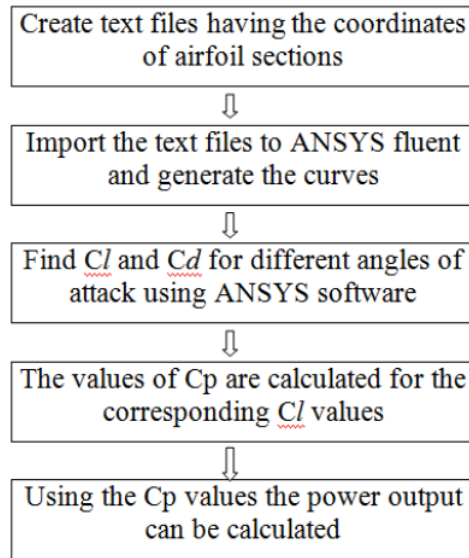 Create text files having the coordinates
of airfoil sections
Import the text files to ANSYS fluent
and generate the curves
Find Cl and Cd for different angles of
attack using ANSYS software
The values of Cp are calculated for the
corresponding Cl values
Using the Cp values the power output
can be calculated